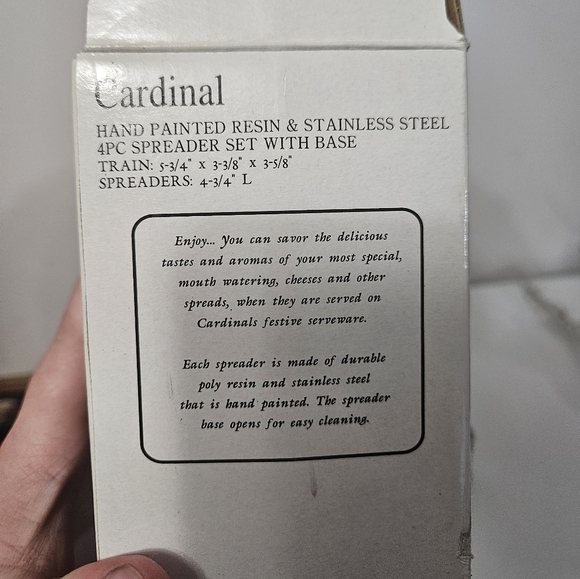 Cardinal
HAND PAINTED RESIN & STAINLESS STEEL
4PC SPREADER SET WITH BASE
TRAIN: 5-3/4" x 3-3/8" x 3-5/8"
SPREADERS: 4-3/4" L
Enjoy... You can savor the delicious
tastes and aromas of your most special,
mouth watering, cheeses and other
spreads, when they are served on
Cardinals festive serveware.
Each spreader is made of durable
poly resin and stainless steel
that is hand painted. The spreader
base opens for easy cleaning.